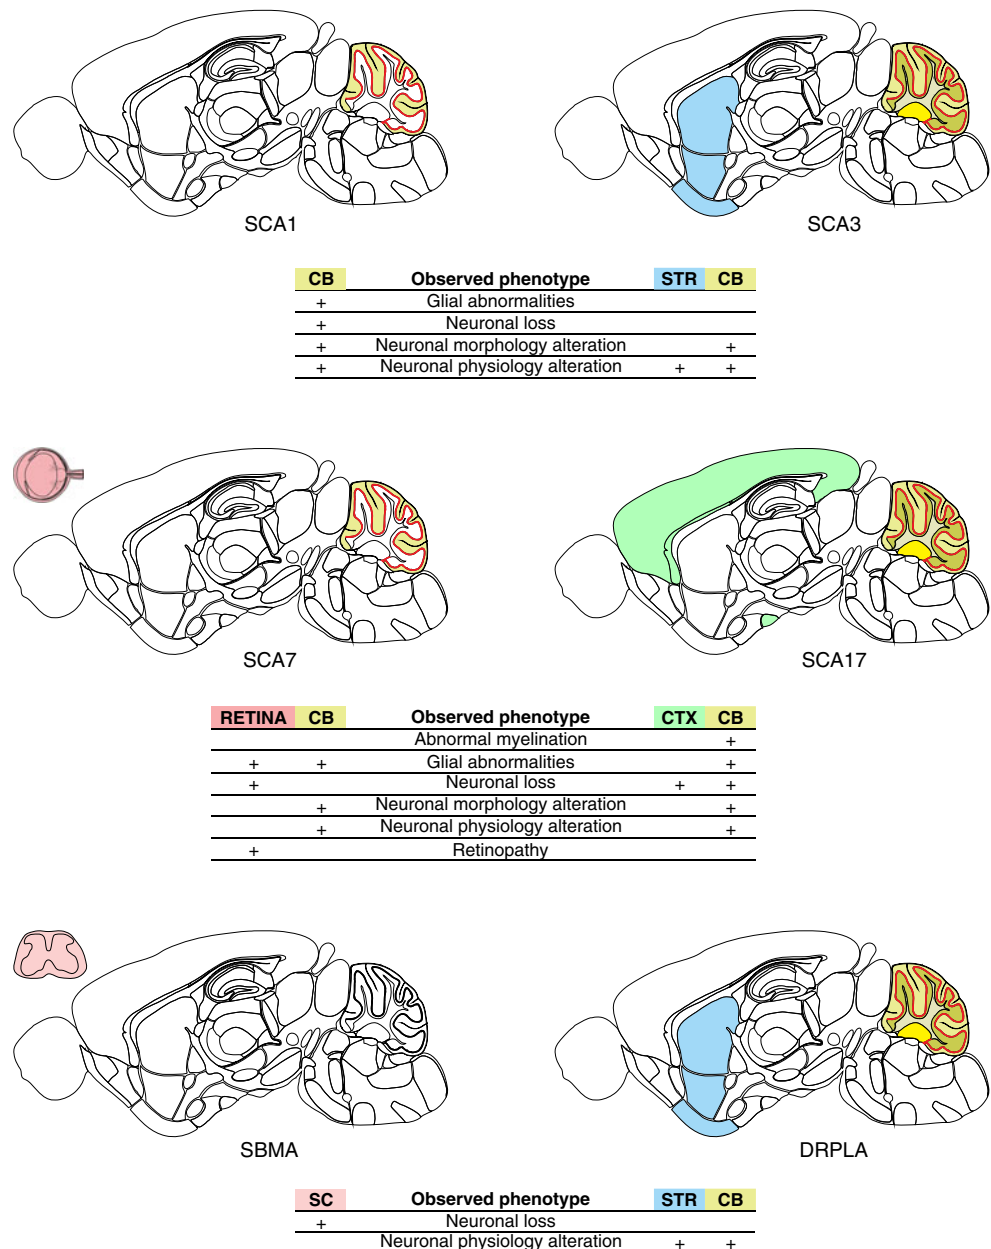 SCA1 SCA3
CB Observed phenotype STR CB
+ Glial abnormalities
+ Neuronal loss
+ Neuronal morphology alteration +
+ Neuronal physiology alteration + +
SCA7 SCA17
RETINA CB Observed phenotype CTX CB
Abnormal myelination +
+ + Glial abnormalities +
+ Neuronal loss + +
+ Neuronal morphology alteration +
+ Neuronal physiology alteration +
+ Retinopathy
SBMA DRPLA
SC Observed phenotype STR CB
+ Neuronal loss
Neuronal physiology alteration + +